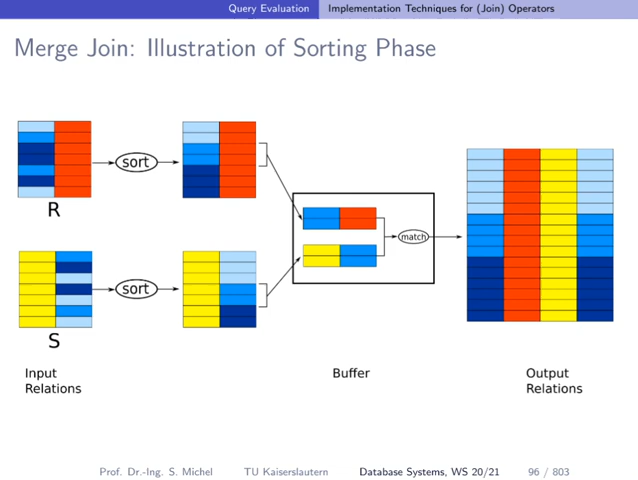 Query Evaluation Implementation Techniques for (Join) Operators
Merge Join: Illustration of Sorting Phase
sort
R
match
sort
S
Input
Relations
Buffer
Output
Relations
Prof. Dr.-Ing. S. Michel TU Kaiserslautern Database Systems, WS 20/21 96 / 803